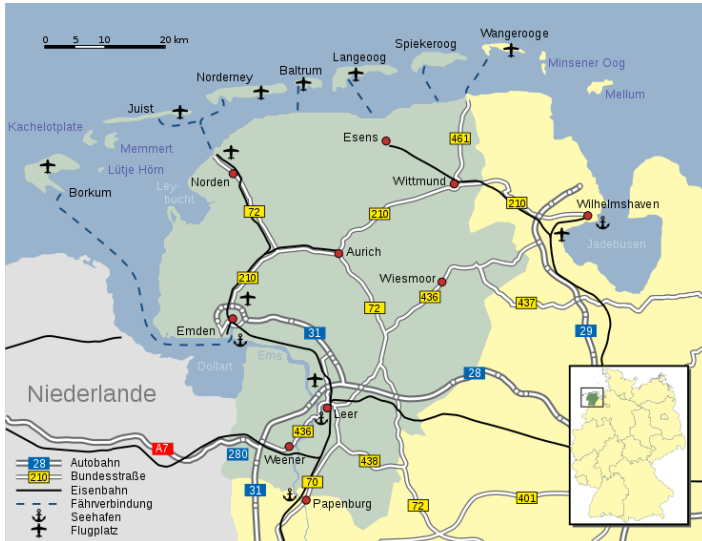 0 10 20 km
Wangerooge
Spiekeroog
Langeoog
Minsener Oog
Baltrum
Norderney
Mellum
Juist
Kachelotplate
Memmert
Lütje Hörn
Esens
461
Borkum
Norden
Ley-
bucht
Wittmund
210
Wilhelmshaven
72
210
Jadebusen
Aurich
Wiesmoor
210
436
437
72
Emden
31
29
Ems
Dollart
28
Niederlande
Leer
436
A7
280
Weener
438
31
70
Papenburg
72
401
28 Autobahn
210 Bundesstraße
Eisenbahn
Fährverbindung
Seehafen
Flugplatz